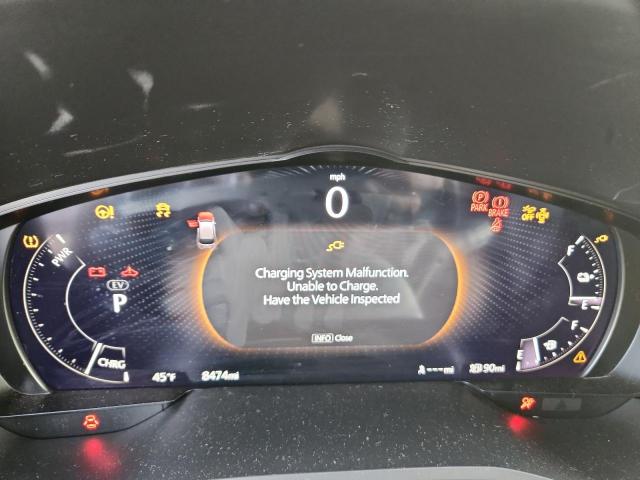 mph
0
PARK
BRAKE
OFF
PWR
Charging System Malfunction.
Unable to Charge.
Have the Vehicle Inspected
EV
P
F
E
F
E
INFO Close
CHRG
45°F
8474mi
---mi
90mi